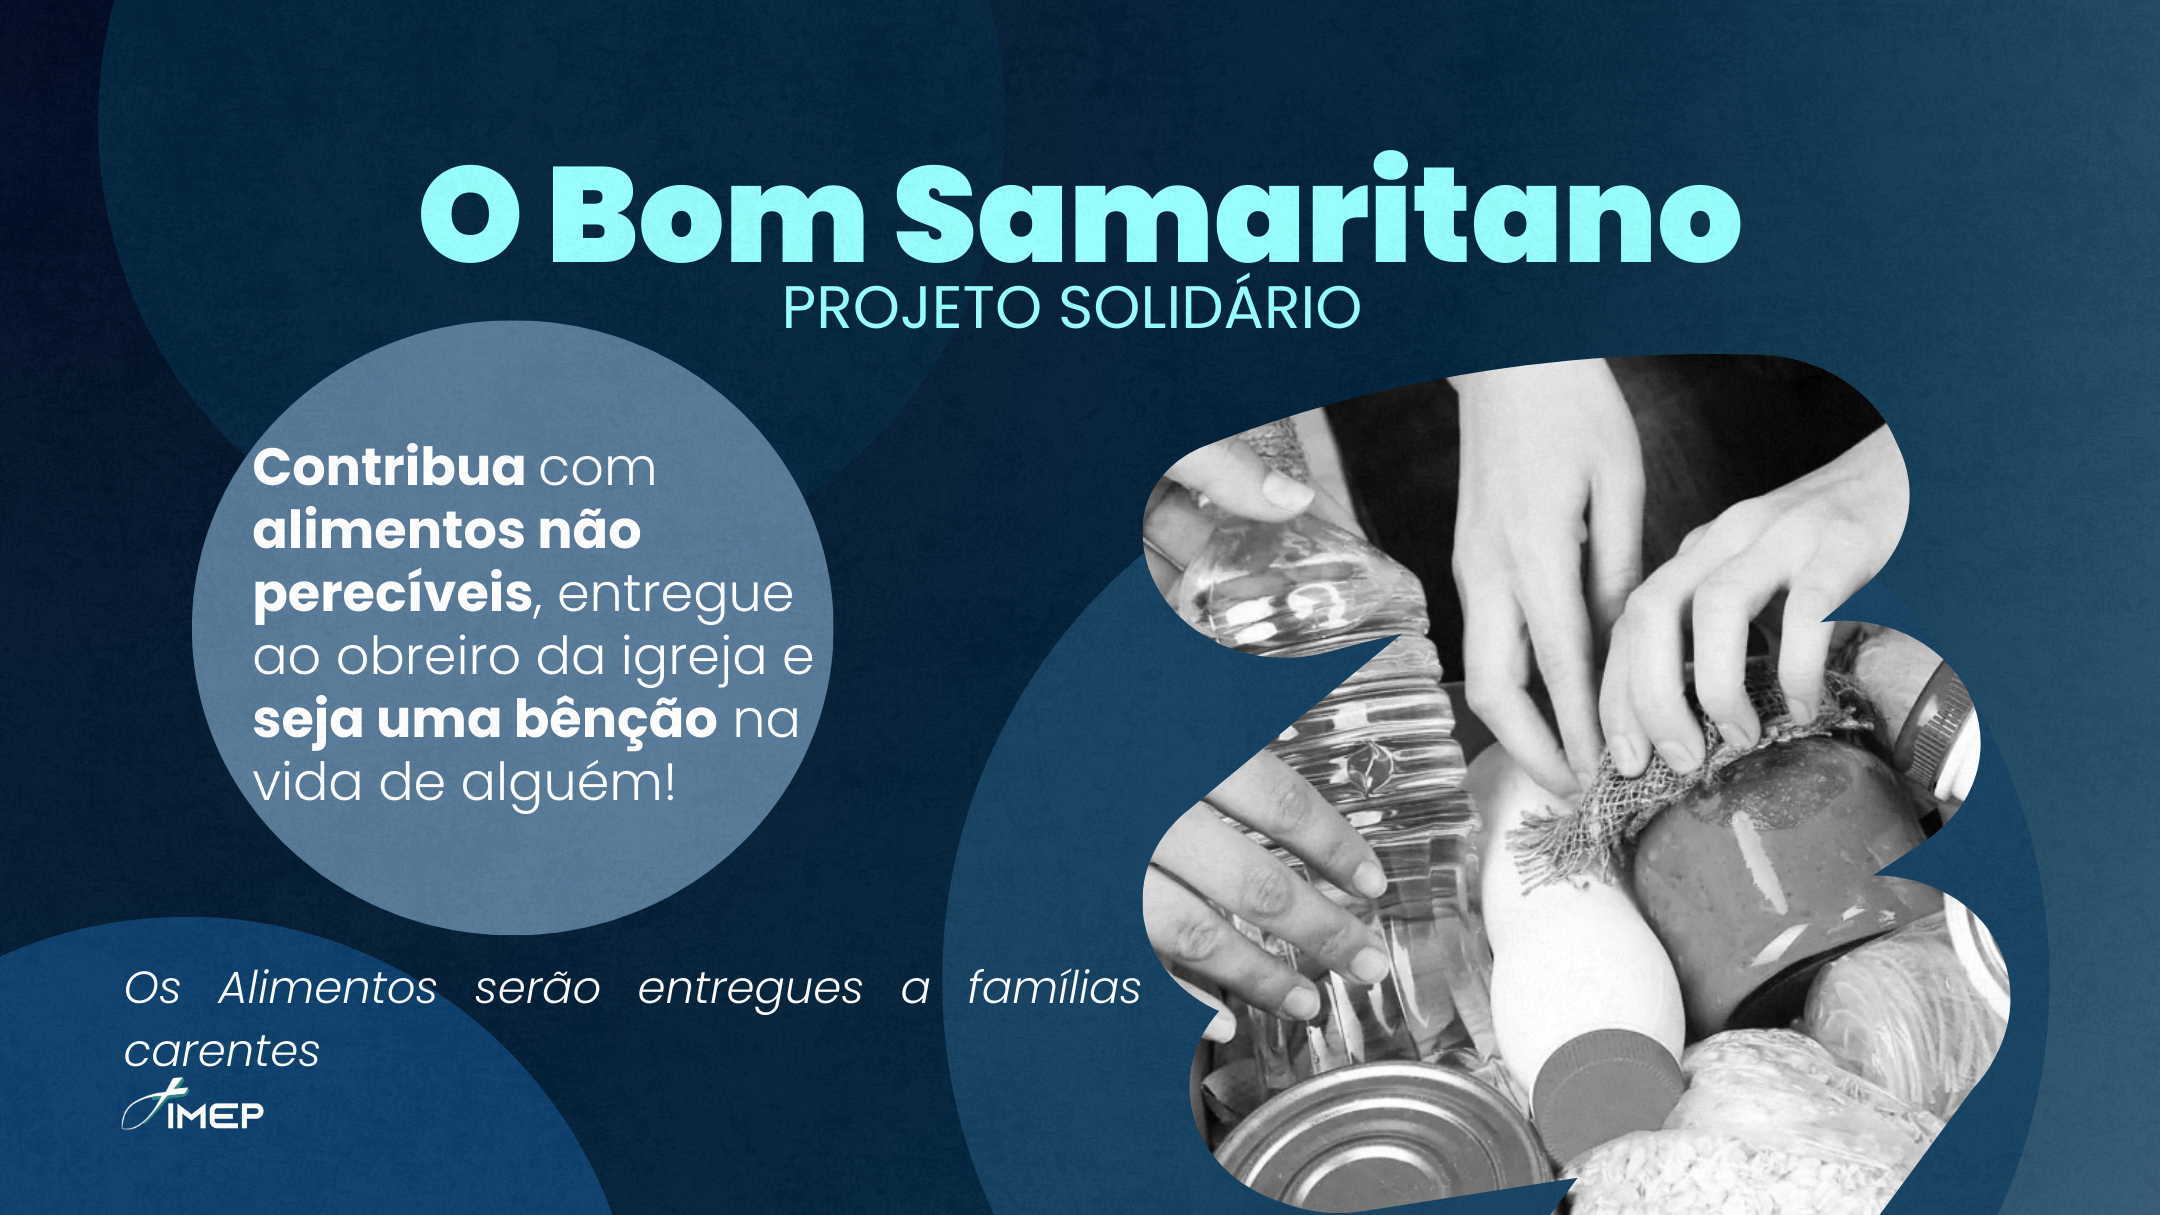 O Bom Samaritano
PROJETO SOLIDÁRIO
Contribua com
alimentos não
perecíveis, entregue
ao obreiro da igreja e
seja uma bênção na
vida de alguém!
Os Alimentos serão entregues a famílias
carentes
IMEP